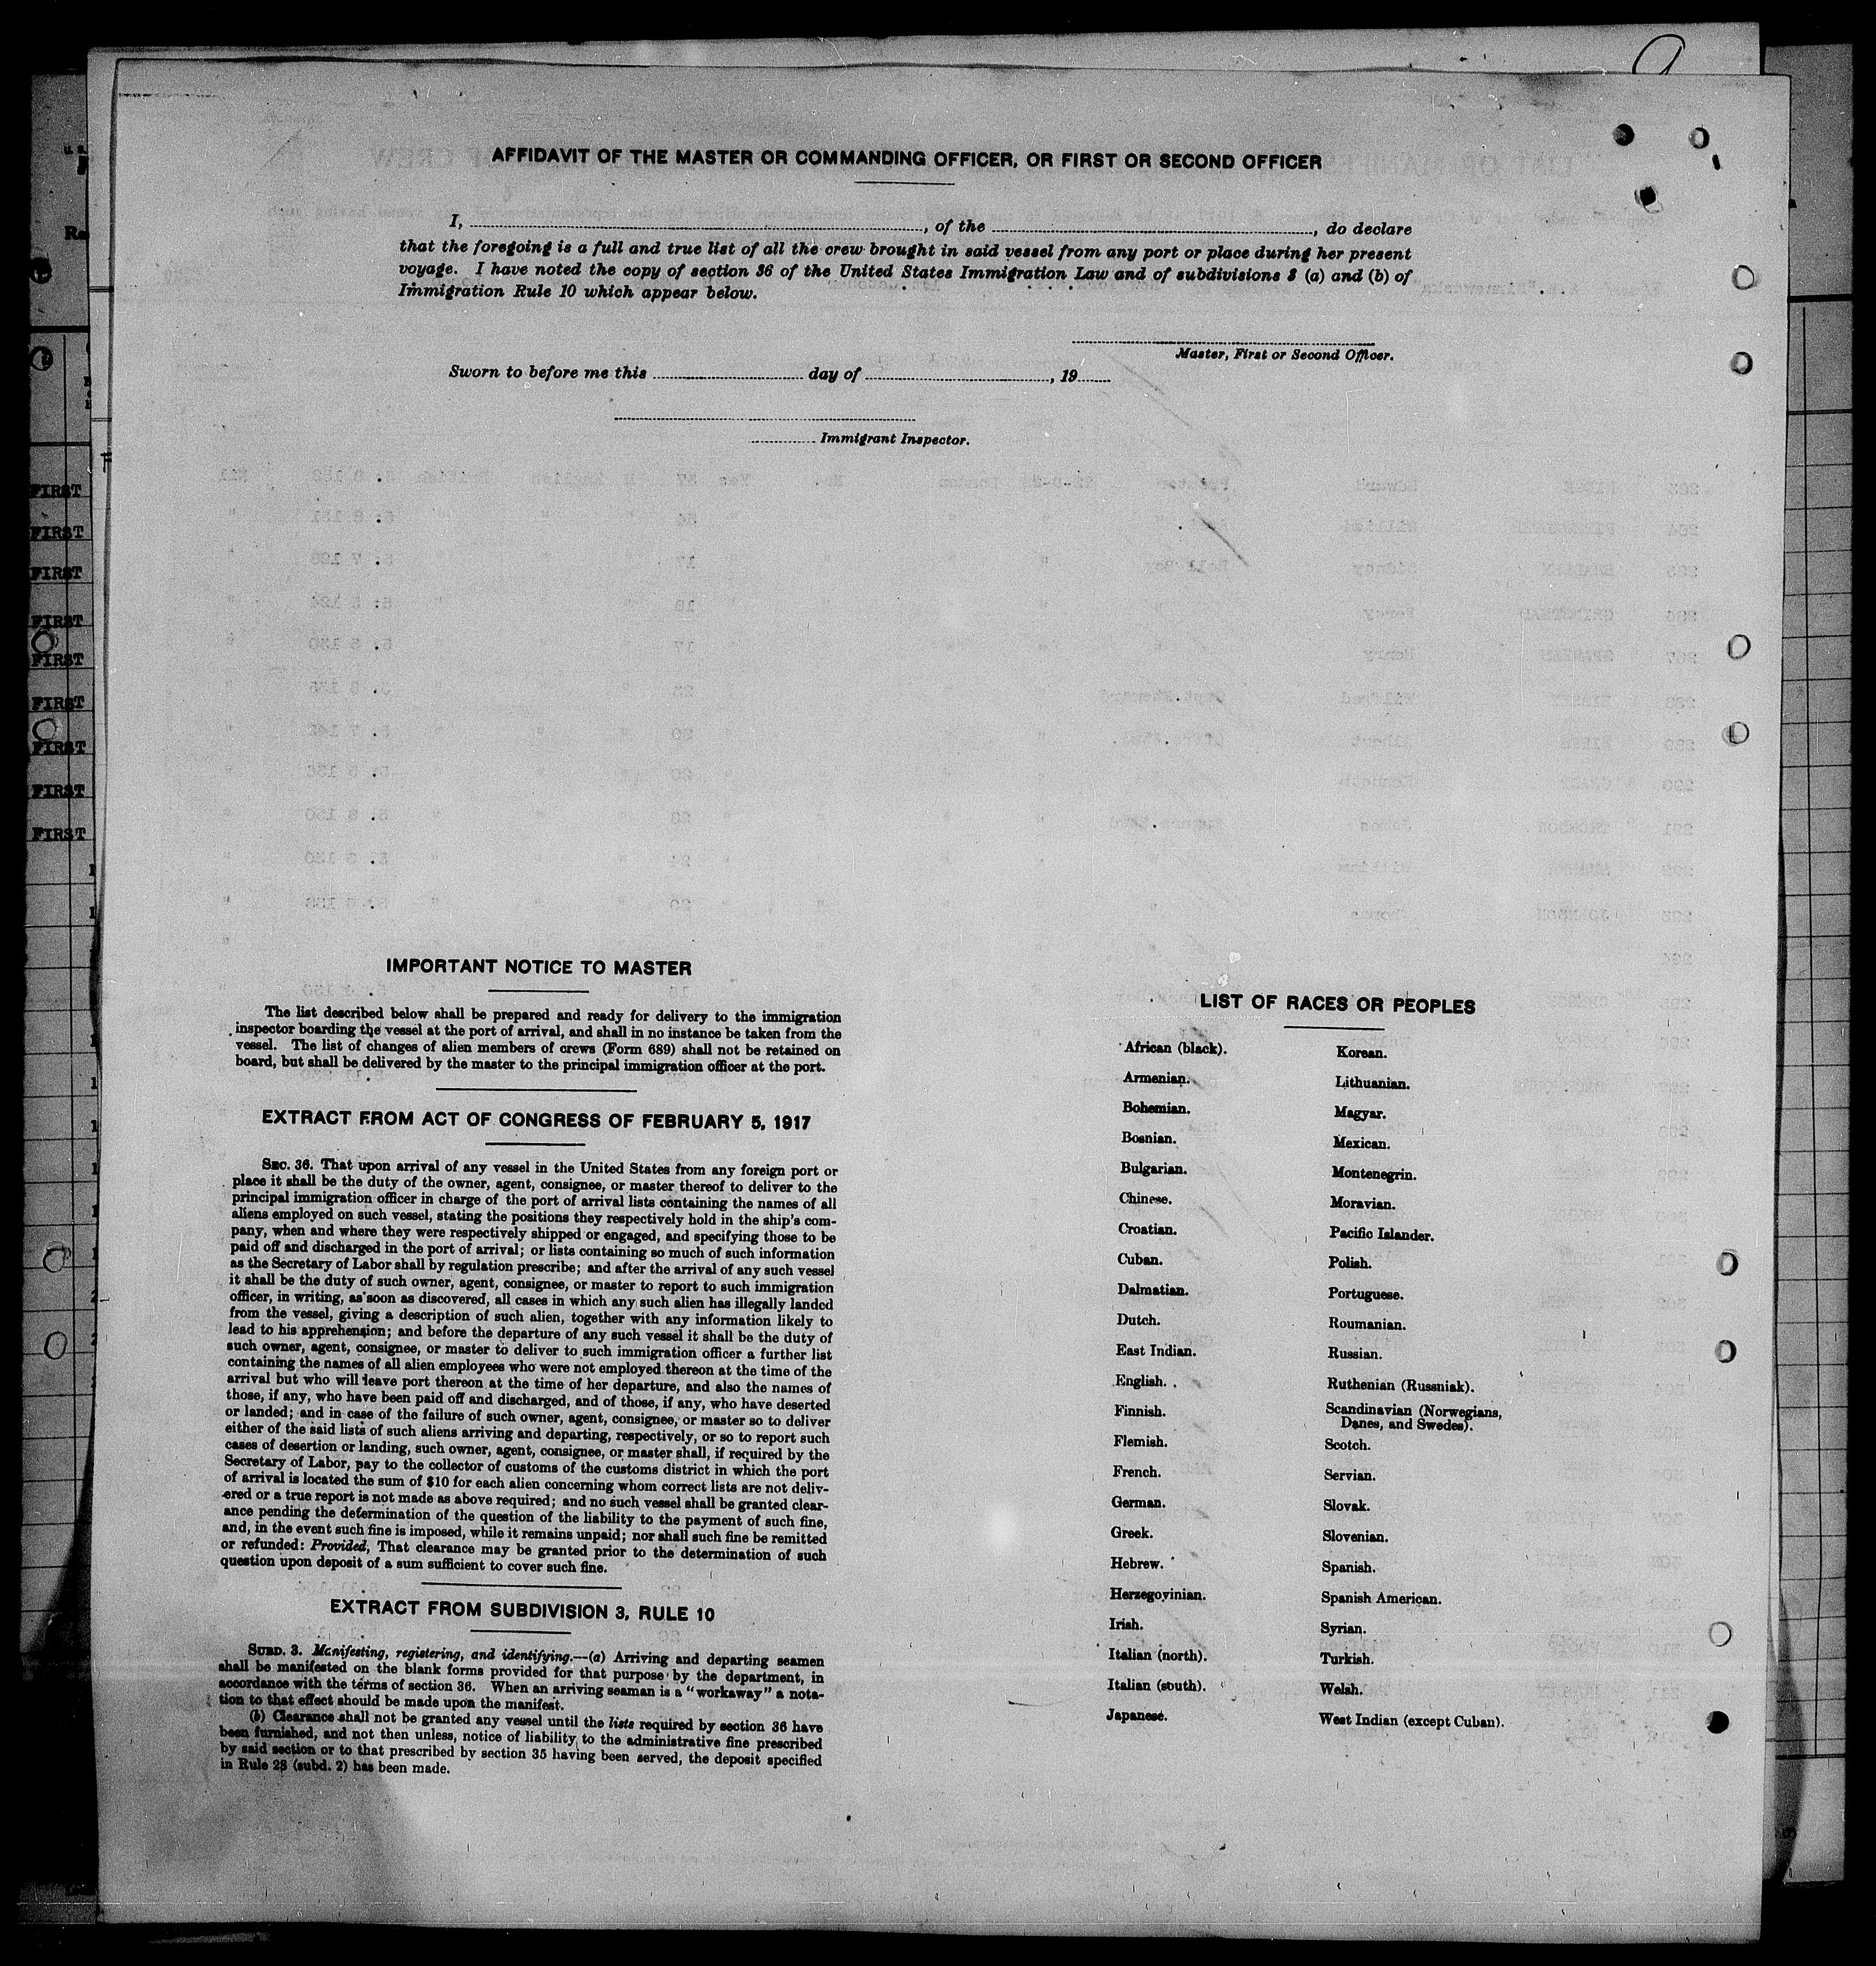 AFFIDAVIT OF THE MASTER OR COMMANDING OFFICER, OR FIRST OR SECOND OFFICER
I, , of the , do declare
that the foregoing is a full and true list of all the crew brought in said vessel from any port or place during her present
voyage. I have noted the copy of section 36 of the United States Immigration Law and of subdivisions 3 (a) and (b) of
Immigration Rule 10 which appear below.
Master, First or Second Officer.
Sworn to before me this day of , 19
Immigrant Inspector.
FIRST
FIRST
FIRST
FIRST
FIRST
FIRST
FIRST
FIRST
FIRST
IMPORTANT NOTICE TO MASTER
The list described below shall be prepared and ready for delivery to the immigration
inspector boarding the vessel at the port of arrival, and shall in no instance be taken from the
vessel. The list of changes of alien members of crews (Form 689) shall not be retained on
board, but shall be delivered by the master to the principal immigration officer at the port.
EXTRACT FROM ACT OF CONGRESS OF FEBRUARY 5, 1917
SEC. 36. That upon arrival of any vessel in the United States from any foreign port or
place it shall be the duty of the owner, agent, consignee, or master thereof to deliver to the
principal immigration officer in charge of the port of arrival lists containing the names of all
aliens employed on such vessel, stating the positions they respectively hold in the ship's com-
pany, when and where they were respectively shipped or engaged, and specifying those to be
paid off and discharged in the port of arrival; or lists containing so much of such information
as the Secretary of Labor shall by regulation prescribe; and after the arrival of any such vessel
it shall be the duty of such owner, agent, consignee, or master to report to such immigration
officer, in writing, as soon as discovered, all cases in which any such alien has illegally landed
from the vessel, giving a description of such alien, together with any information likely to
lead to his apprehension; and before the departure of any such vessel it shall be the duty of
such owner, agent, consignee, or master to deliver to such immigration officer a further list
containing the names of all alien employees who were not employed thereon at the time of the
arrival but who will leave port thereon at the time of her departure, and also the names of
those, if any, who have been paid off and discharged, and of those, if any, who have deserted
or landed; and in case of the failure of such owner, agent, consignee, or master so to deliver
either of the said lists of such aliens arriving and departing, respectively, or so to report such
cases of desertion or landing, such owner, agent, consignee, or master shall, if required by the
Secretary of Labor, pay to the collector of customs of the customs district in which the port
of arrival is located the sum of $10 for each alien concerning whom correct lists are not deliv-
ered or a true report is not made as above required; and no such vessel shall be granted clear-
ance pending the determination of the question of the liability to the payment of such fine,
and, in the event such fine is imposed, while it remains unpaid; nor shall such fine be remitted
or refunded: Provided, That clearance may be granted prior to the determination of such
question upon deposit of a sum sufficient to cover such fine.
EXTRACT FROM SUBDIVISION 3, RULE 10
SUBD. 3. Manifesting, registering, and identifying.—(a) Arriving and departing seamen
shall be manifested on the blank forms provided for that purpose by the department, in
accordance with the terms of section 36. When an arriving seaman is a "workaway" a nota-
tion to that effect should be made upon the manifest.
(b) Clearance shall not be granted any vessel until the lists required by section 36 have
been furnished, and not then unless, notice of liability to the administrative fine prescribed
by said section or to that prescribed by section 35 having been served, the deposit specified
in Rule 28 (subd. 2) has been made.
LIST OF RACES OR PEOPLES
African (black).
Armenian.
Bohemian.
Bosnian.
Bulgarian.
Chinese.
Croatian.
Cuban.
Dalmatian.
Dutch.
East Indian.
English.
Finnish.
Flemish.
French.
German.
Greek.
Hebrew.
Herzegovinian.
Irish.
Italian (north).
Italian (south).
Japanese.
Korean.
Lithuanian.
Magyar.
Mexican.
Montenegrin.
Moravian.
Pacific Islander.
Polish.
Portuguese.
Roumanian.
Russian.
Ruthenian (Russniak).
Scandinavian (Norwegians,
Danes, and Swedes).
Scotch.
Servian.
Slovak.
Slovenian.
Spanish.
Spanish American.
Syrian.
Turkish.
Welsh.
West Indian (except Cuban).